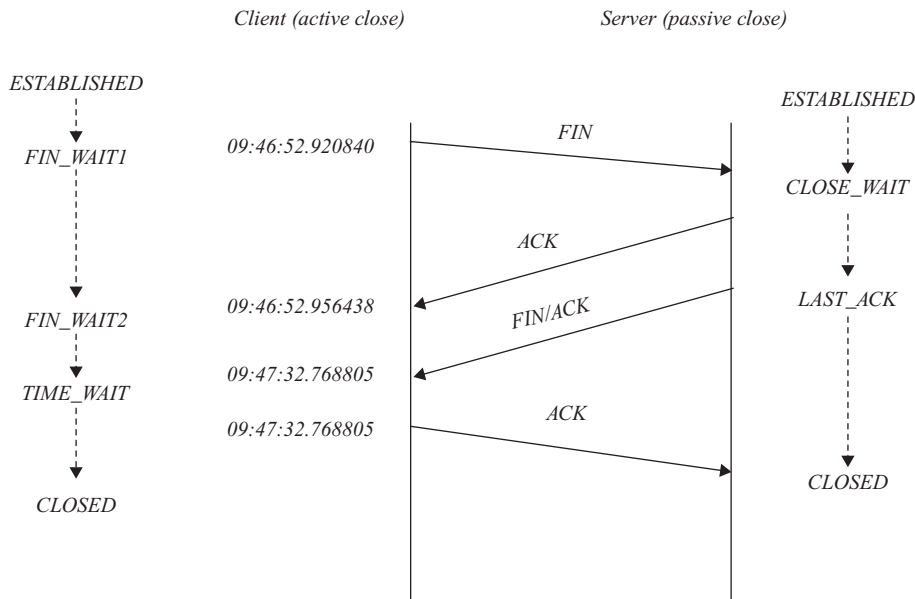 Client (active close)
Server (passive close)
ESTABLISHED
ESTABLISHED
FIN
09:46:52.920840
FIN_WAIT1
CLOSE_WAIT
ACK
LAST_ACK
09:46:52.956438
FIN/ACK
FIN_WAIT2
09:47:32.768805
TIME_WAIT
ACK
09:47:32.768805
CLOSED
CLOSED